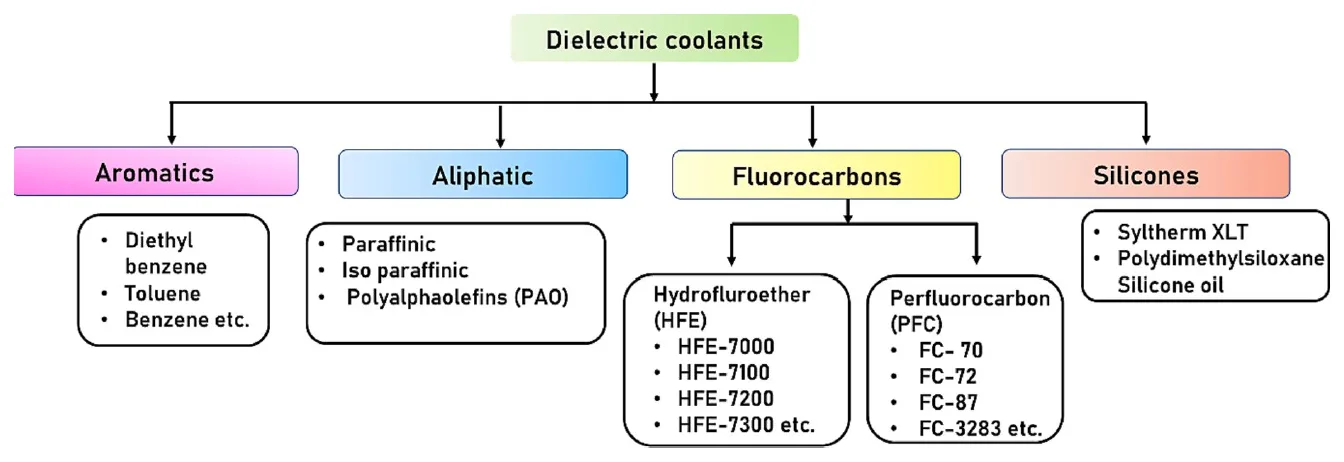 Dielectric coolants
Aromatics
Aliphatic
Fluorocarbons
Silicones
• Diethyl
benzene
• Toluene
• Benzene etc.
• Paraffinic
• Iso paraffinic
• Polyalphaolefins (PAO)
Hydrofluroether
(HFE)
• HFE-7000
• HFE-7100
• HFE-7200
• HFE-7300 etc.
Perfluorocarbon
(PFC)
• FC- 70
• FC-72
• FC-87
• FC-3283 etc.
• Syltherm XLT
• Polydimethylsiloxane
Silicone oil